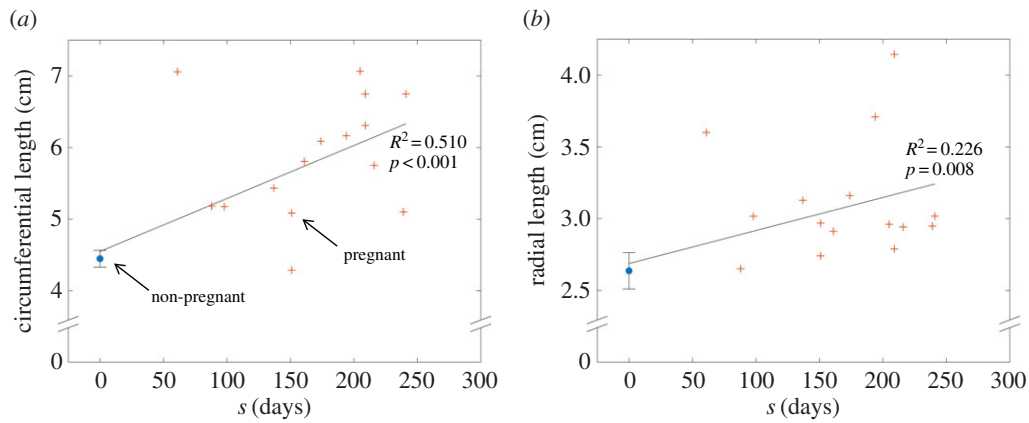 (a)
circumferential length (cm)
7
6
5
4
0
R² = 0.510
p < 0.001
pregnant
non-pregnant
0 50 100 150 200 250 300
s (days)
(b)
radial length (cm)
4.0
3.5
3.0
2.5
0
R² = 0.226
p = 0.008
0 50 100 150 200 250 300
s (days)